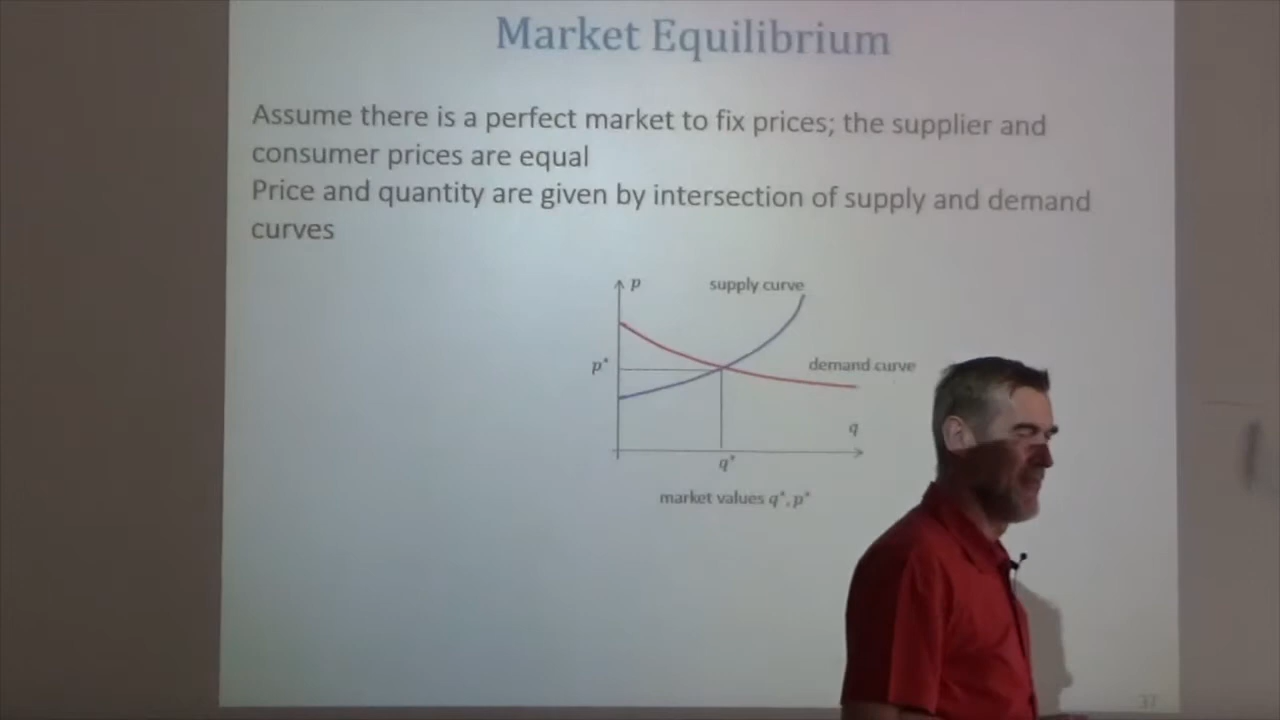 Market Equilibrium
Assume there is a perfect market to fix prices; the supplier and
consumer prices are equal
Price and quantity are given by intersection of supply and demand
curves
p
supply curve
p*
demand curve
q
q*
market values q*, p*
37